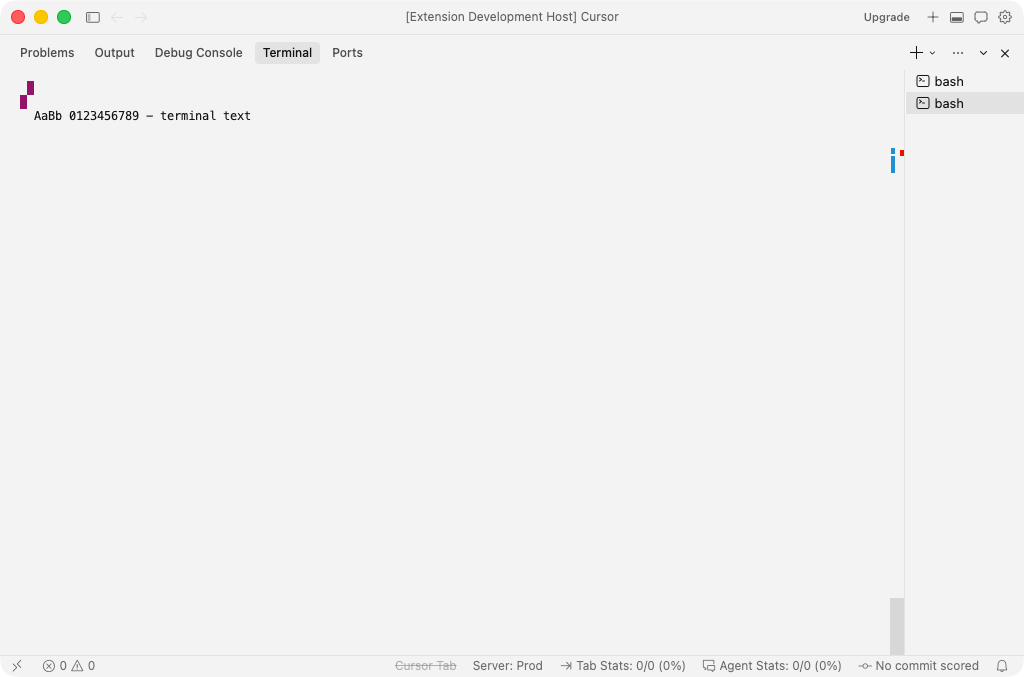 [Extension Development Host] Cursor
Upgrade
Problems Output Debug Console Terminal Ports
bash
bash
AaBb 0123456789 – terminal text
0 0 Cursor Tab Server: Prod Tab Stats: 0/0 (0%) Agent Stats: 0/0 (0%) No commit scored